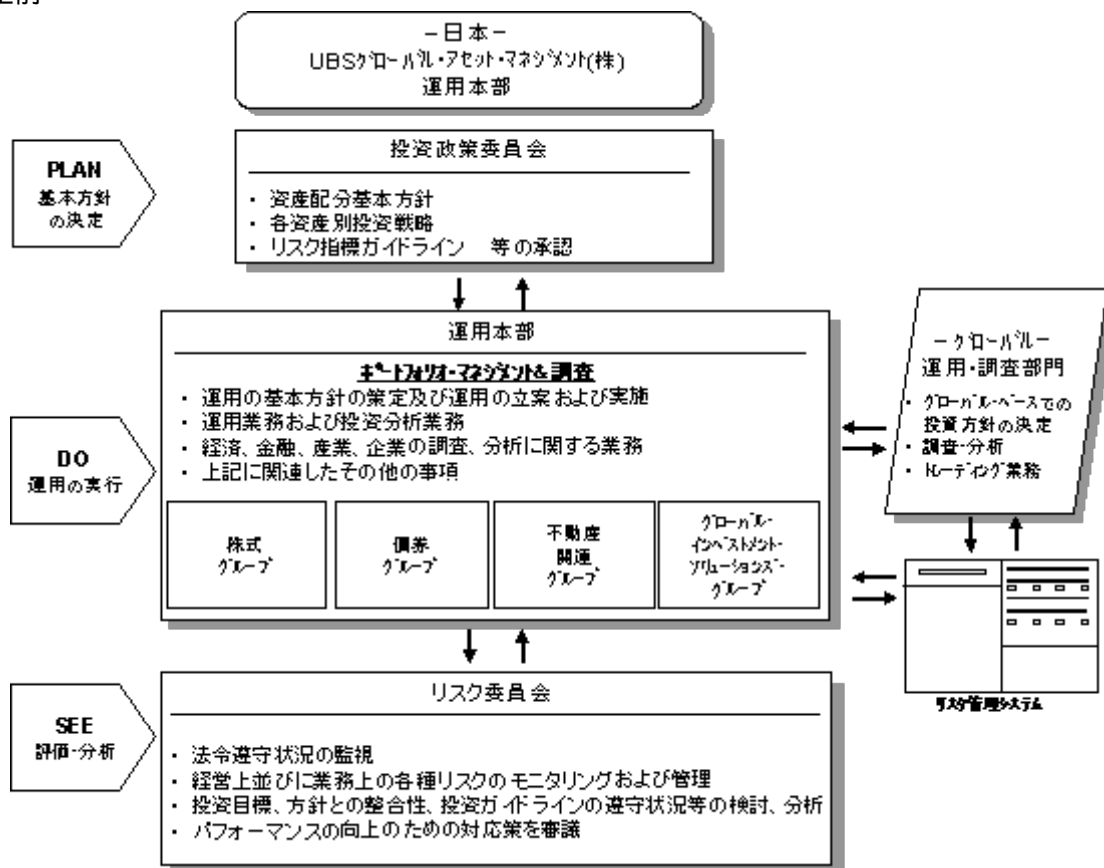 －日本－
UBSｸﾞﾛｰﾊﾞﾙ･ｱｾｯﾄ･ﾏﾈｼﾞﾒﾝﾄ(株)
運用本部
PLAN
基本方針
の決定
投資政策委員会
・ 資産配分基本方針
・ 各資産別投資戦略
・ リスク指標ガイドライン　等の承認
運用本部
ﾎﾟｰﾄﾌｫﾘｵ･ﾏﾈｼﾞﾒﾝﾄ&調査
・ 運用の基本方針の策定及び運用の立案および実施
・ 運用業務および投資分析業務
・ 経済、金融、産業、企業の調査、分析に関する業務
・ 上記に関連したその他の事項
DO
運用の実行
株式
ｸﾞﾙｰﾌﾟ
債券
ｸﾞﾙｰﾌﾟ
不動産
関連
ｸﾞﾙｰﾌﾟ
ｸﾞﾛｰﾊﾞﾙ･
ｲﾝﾍﾞｽﾄﾒﾝﾄ･
ｿﾘｭｰｼｮﾝｽﾞ･
ｸﾞﾙｰﾌﾟ
－ｸﾞﾛｰﾊﾞﾙ－
運用･調査部門
・ ｸﾞﾛｰﾊﾞﾙ･ﾍﾞｰｽでの
投資方針の決定
・ 調査･分析
・ ﾄﾚｰﾃﾞｨﾝｸﾞ業務
ﾘｽｸ管理ｼｽﾃﾑ
SEE
評価･分析
リスク委員会
・ 法令遵守状況の監視
・ 経営上並びに業務上の各種リスクのモニタリングおよび管理
・ 投資目標、方針との整合性、投資ガイドラインの遵守状況等の検討、分析
・ パフォーマンスの向上のための対応策を審議